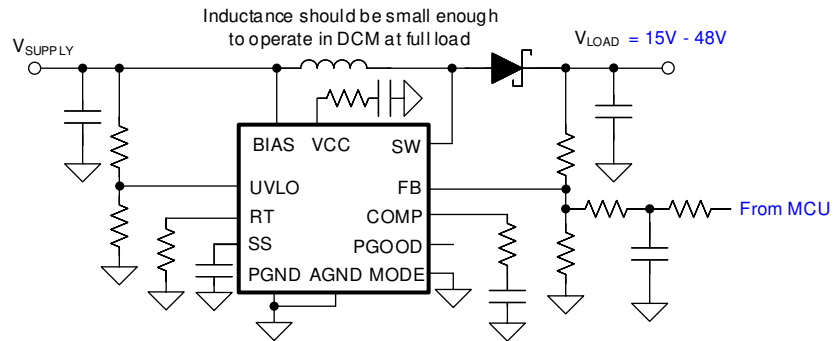 Inductance should be small enough
to operate in DCM at full load
VSUPPLY
VLOAD = 15V - 48V
BIAS VCC SW
UVLO FB
RT COMP
SS PGOOD
PGND AGND MODE
From MCU